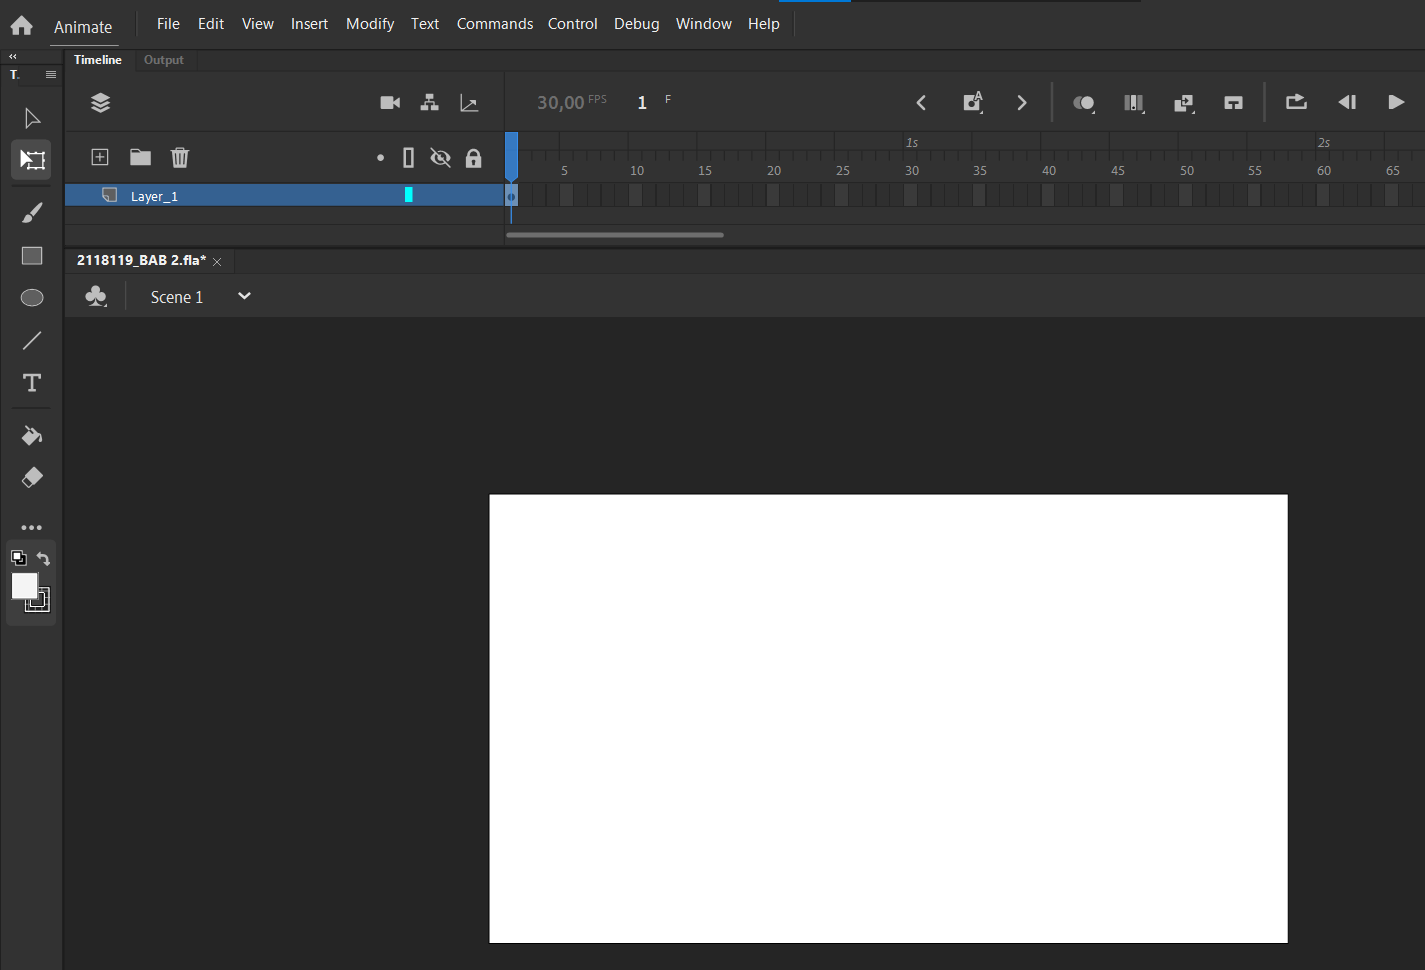 Animate File Edit View Insert Modify Text Commands Control Debug Window Help
Timeline Output
T.
30,00 FPS 1 F
1s 2s
5 10 15 20 25 30 35 40 45 50 55 60 65
Layer_1
2118119_BAB 2.fla*
Scene 1